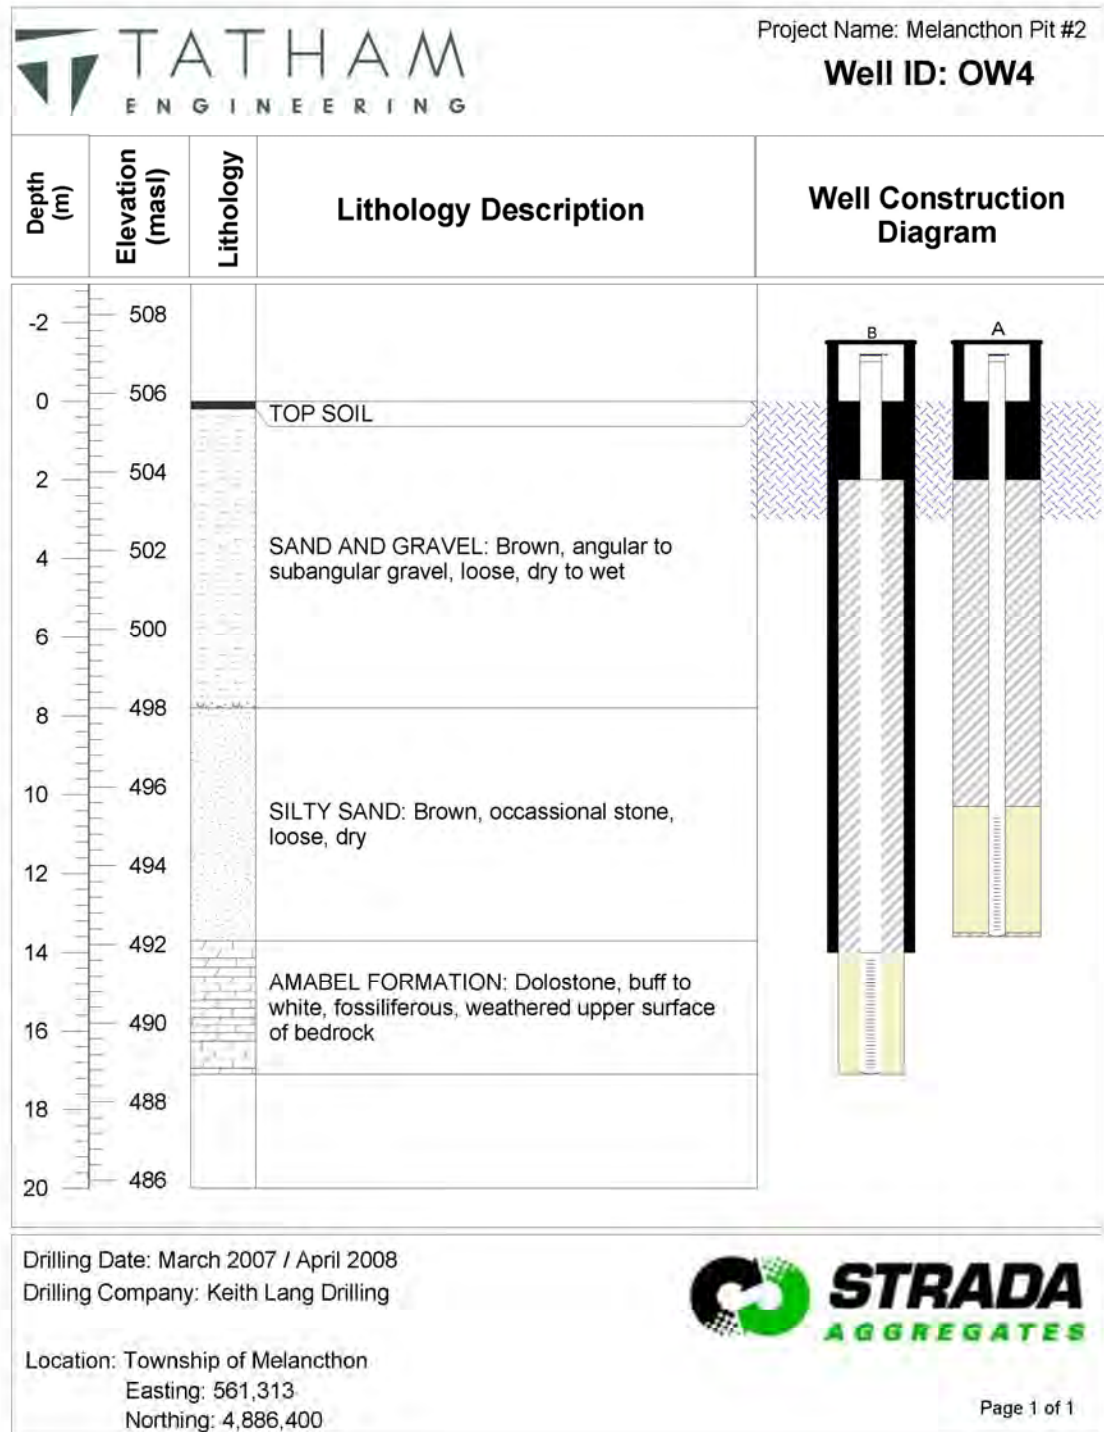 TATHAM
ENGINEERING
Project Name: Melancthon Pit #2
Well ID: OW4
Depth
(m)
Elevation
(masl)
Lithology
Lithology Description
Well Construction
Diagram
-2
0
2
4
6
8
10
12
14
16
18
20
508
506
504
502
500
498
496
494
492
490
488
486
TOP SOIL
SAND AND GRAVEL: Brown, angular to
subangular gravel, loose, dry to wet
SILTY SAND: Brown, occassional stone,
loose, dry
AMABEL FORMATION: Dolostone, buff to
white, fossiliferous, weathered upper surface
of bedrock
B
A
Drilling Date: March 2007 / April 2008
Drilling Company: Keith Lang Drilling
Location: Township of Melancthon
Easting: 561,313
Northing: 4,886,400
STRADA
AGGREGATES
Page 1 of 1